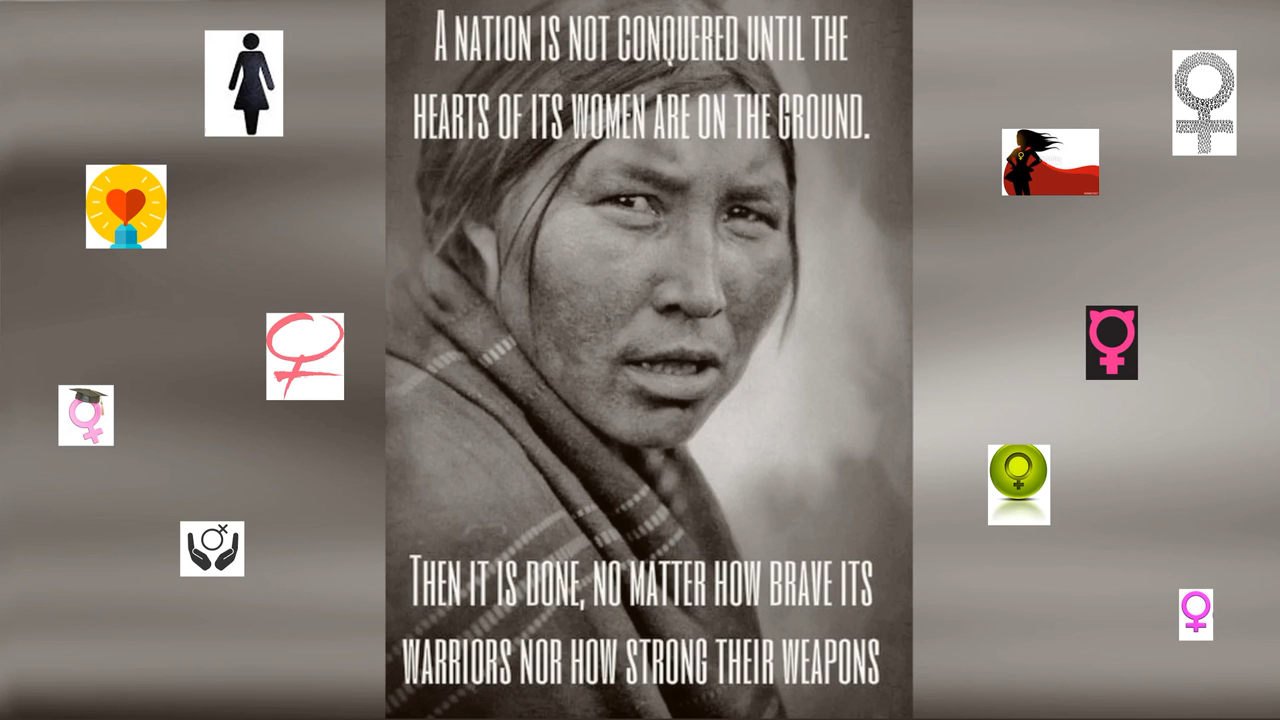 A NATION IS NOT CONQUERED UNTIL THE
HEARTS OF ITS WOMEN ARE ON THE GROUND.
THEN IT IS DONE, NO MATTER HOW BRAVE ITS
WARRIORS NOR HOW STRONG THEIR WEAPONS